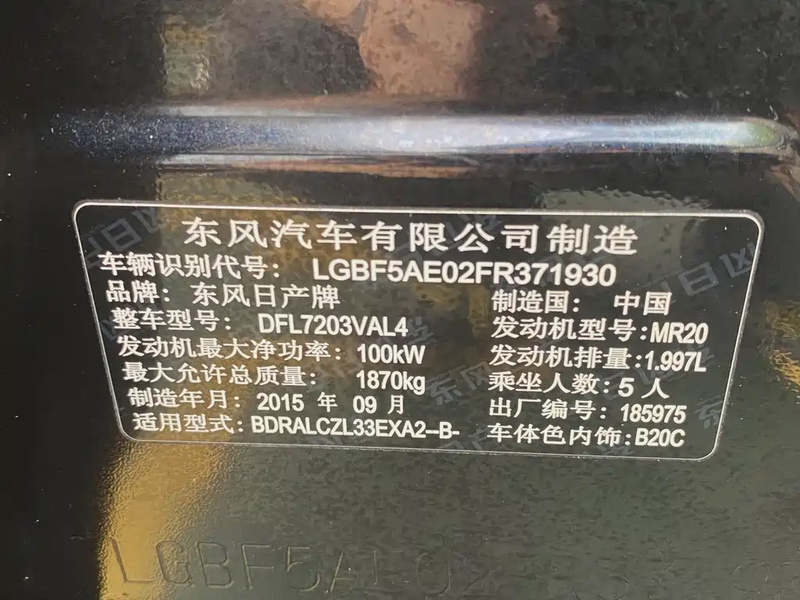 东风汽车有限公司制造
车辆识别代号: LGBF5AE02FR371930
品牌: 东风日产牌 制造国: 中国
整车型号: DFL7203VAL4 发动机型号:MR20
发动机最大净功率: 100kW 发动机排量:1.997L
最大允许总质量: 1870kg 乘坐人数:5人
制造年月: 2015 年 09 月 出厂编号: 185975
适用型式: BDRALCZL33EXA2-B- 车体色内饰:B20C
LGBF5AE02